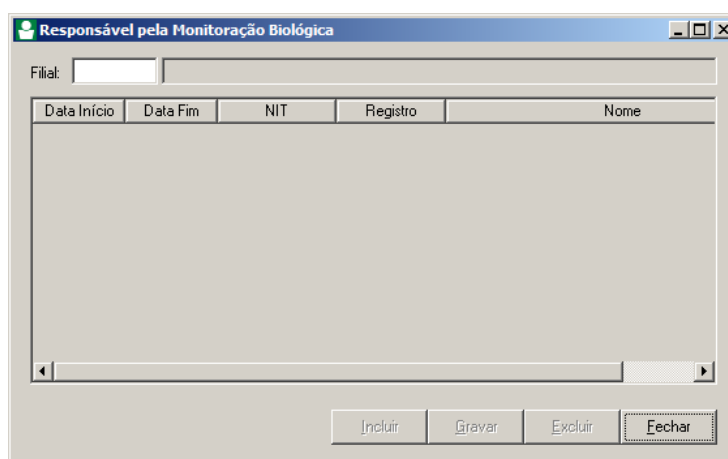 Responsável pela Monitoração Biológica
Filial:
Data Início Data Fim NIT Registro Nome
Incluir Gravar Excluir Fechar